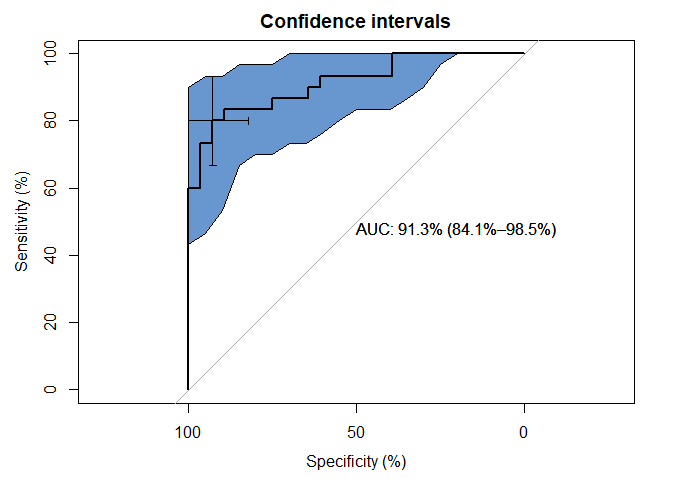 Confidence intervals
Sensitivity (%)
100
80
60
40
20
0
AUC: 91.3% (84.1%–98.5%)
100
50
0
Specificity (%)